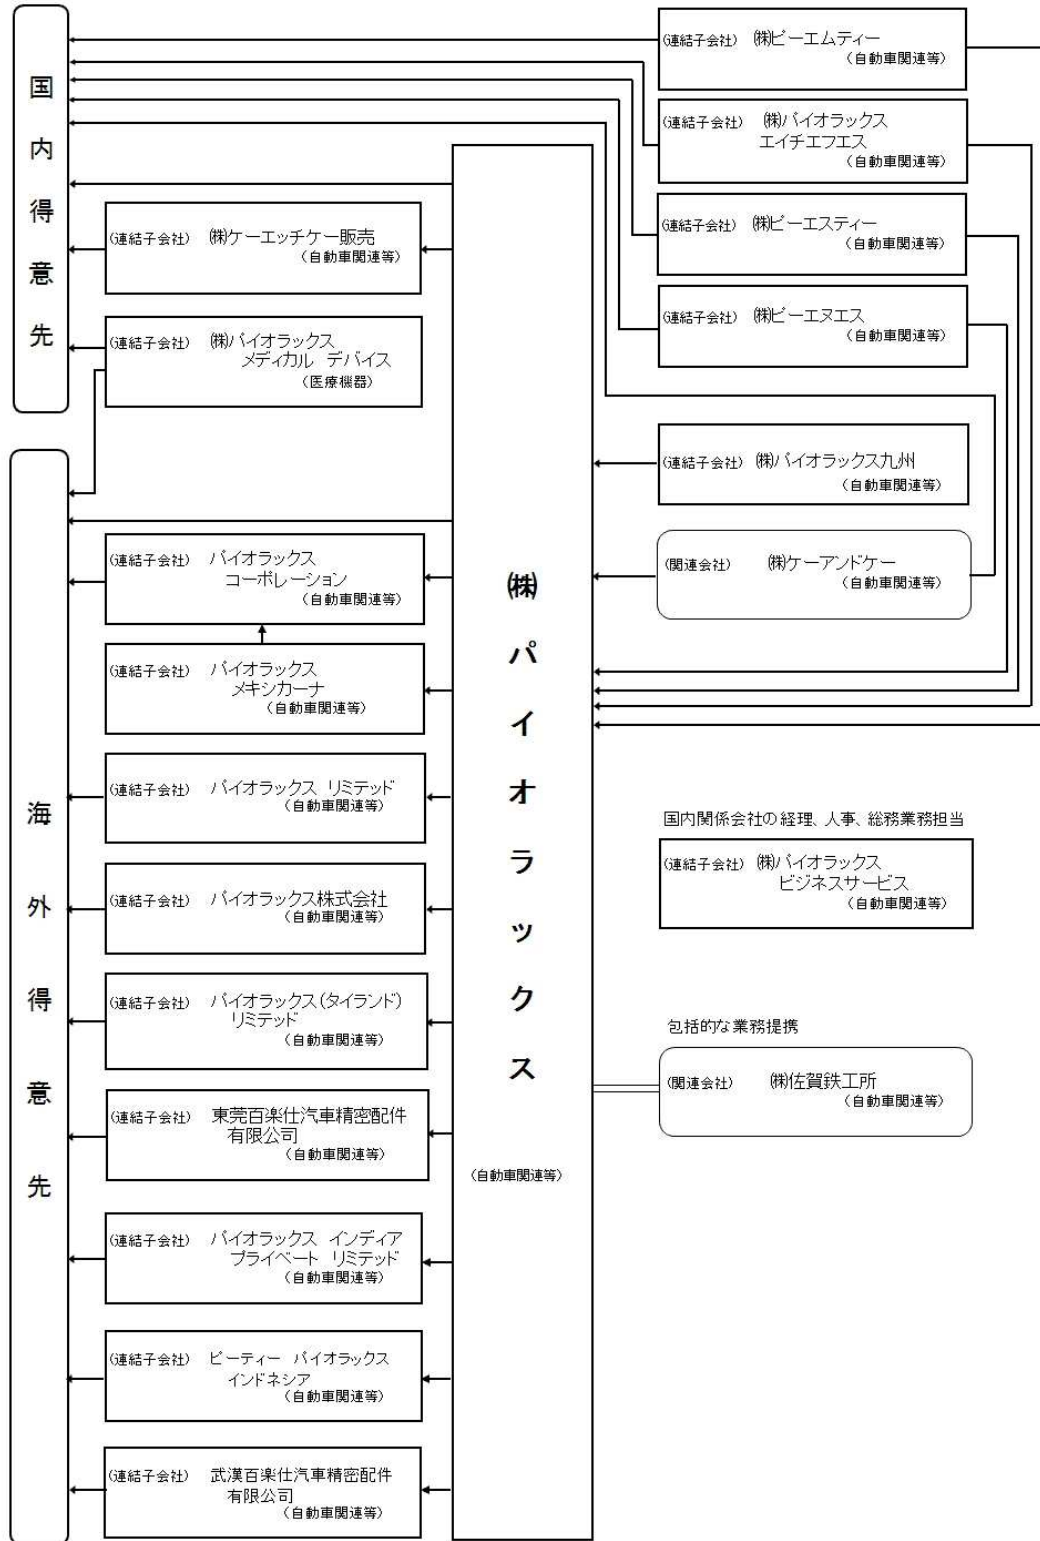 国内得意先
(連結子会社) ㈱ピーエムティー
(自動車関連等)
(連結子会社) ㈱パイオラックス
エイチエフエス
(自動車関連等)
(連結子会社) ㈱ピーエスティー
(自動車関連等)
(連結子会社) ㈱ピーエヌエス
(自動車関連等)
(連結子会社) ㈱ケーエッチケー販売
(自動車関連等)
(連結子会社) ㈱パイオラックス
メディカル デバイス
(医療機器)
(連結子会社) ㈱パイオラックス九州
(自動車関連等)
(関連会社) ㈱ケーアンドケー
(自動車関連等)
㈱パイオラックス
(自動車関連等)
海外得意先
(連結子会社) パイオラックス
コーポレーション
(自動車関連等)
(連結子会社) パイオラックス
メキシカーナ
(自動車関連等)
(連結子会社) パイオラックス リミテッド
(自動車関連等)
(連結子会社) パイオラックス株式会社
(自動車関連等)
(連結子会社) パイオラックス(タイランド)
リミテッド
(自動車関連等)
(連結子会社) 東莞百楽仕汽車精密配件
有限公司
(自動車関連等)
(連結子会社) パイオラックス インディア
プライベート リミテッド
(自動車関連等)
(連結子会社) ピーティー パイオラックス
インドネシア
(自動車関連等)
(連結子会社) 武漢百楽仕汽車精密配件
有限公司
(自動車関連等)
国内関係会社の経理、人事、総務業務担当
(連結子会社) ㈱パイオラックス
ビジネスサービス
(自動車関連等)
包括的な業務提携
(関連会社) ㈱佐賀鉄工所
(自動車関連等)